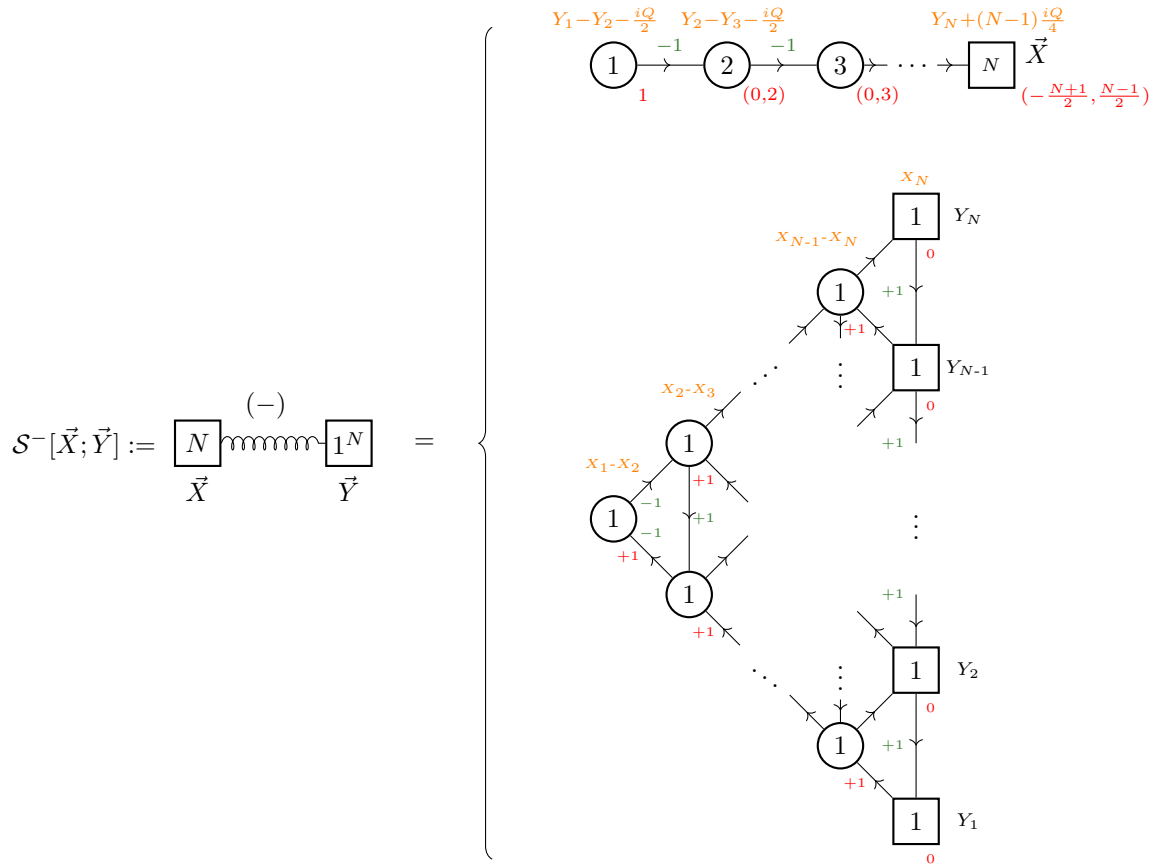 Y₁−Y₂−iQ/2 Y₂−Y₃−iQ/2 Y_N+(N−1)iQ/4
−1 −1
1 2 3 ⋯ N X⃗
1 (0,2) (0,3) (−(N+1)/2, (N−1)/2)
X_N
1 Y_N
X_{N-1}-X_N
0
1 +1
+1
⋮ 1 Y_{N-1}
⋯
X₂-X₃ 0
(−) 1 +1
𝒮⁻[X⃗;Y⃗] := N 1^N =
X₁-X₂ +1
X⃗ Y⃗
−1
1 +1 ⋮
−1
+1
1 +1
+1
⋯ ⋮ 1 Y₂
0
1 +1
+1
1 Y₁
0